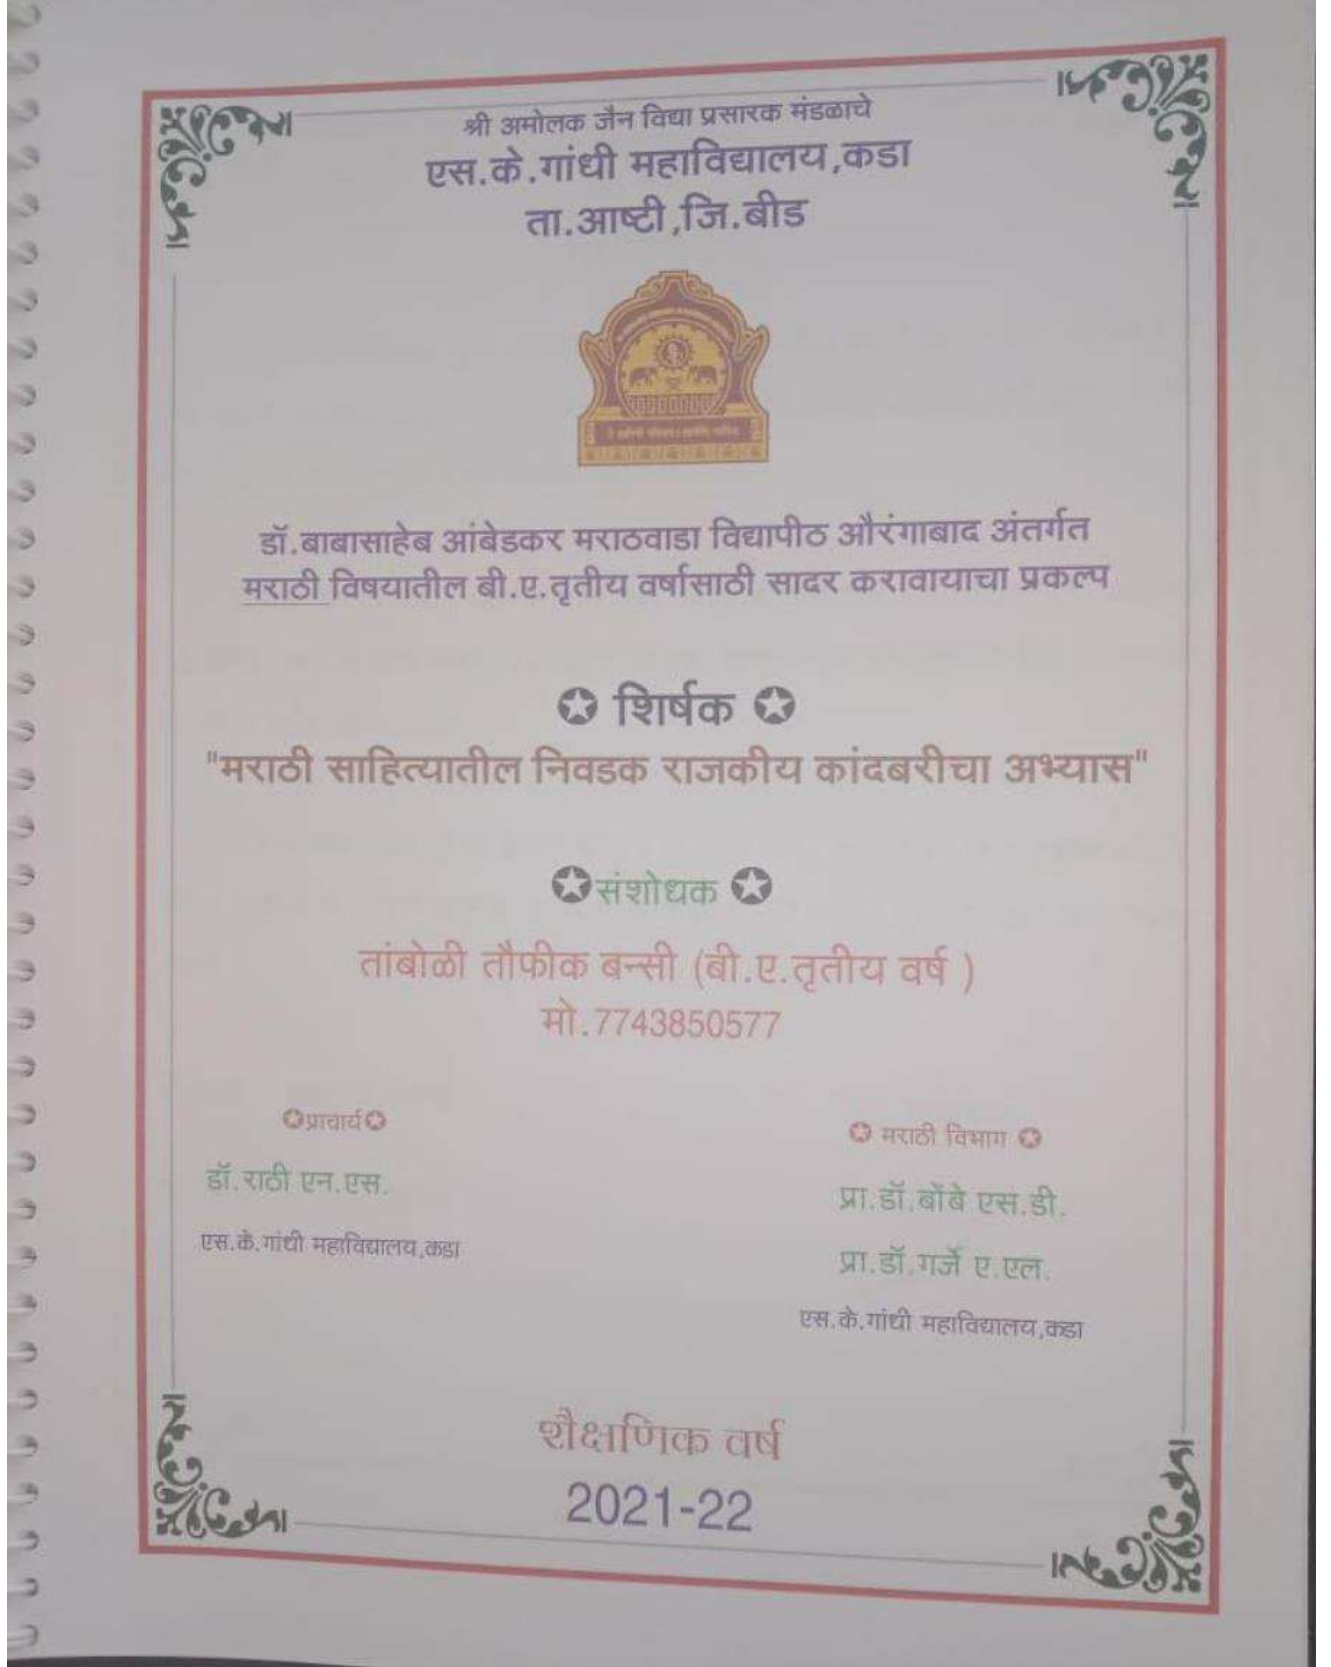 श्री अमोलक जैन विद्या प्रसारक मंडळाचे
एस.के.गांधी महाविद्यालय,कडा
ता.आष्टी,जि.बीड
डॉ.बाबासाहेब आंबेडकर मराठवाडा विद्यापीठ औरंगाबाद अंतर्गत
मराठी विषयातील बी.ए.तृतीय वर्षासाठी सादर करावायाचा प्रकल्प
✪ शिर्षक ✪
"मराठी साहित्यातील निवडक राजकीय कांदबरीचा अभ्यास"
✪संशोधक ✪
तांबोळी तौफीक बन्सी (बी.ए.तृतीय वर्ष )
मो.7743850577
✪प्राचार्य✪
डॉ.राठी एन.एस.
एस.के.गांधी महाविद्यालय,कडा
✪ मराठी विभाग ✪
प्रा.डॉ.बोंबे एस.डी.
प्रा.डॉ.गर्जे ए.एल.
एस.के.गांधी महाविद्यालय,कडा
शैक्षणिक वर्ष
2021-22